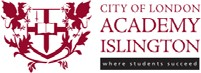 CITY OF LONDON
ACADEMY
ISLINGTON
where students succeed